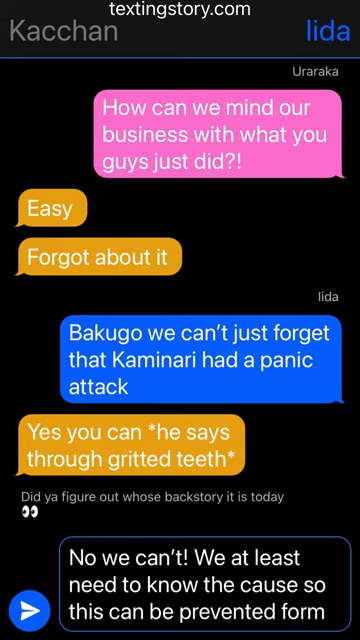 textingstory.com
Kacchan
Iida
Uraraka
How can we mind our
business with what you
guys just did?!
Easy
Forgot about it
Iida
Bakugo we can't just forget
that Kaminari had a panic
attack
Yes you can *he says
through gritted teeth*
Did ya figure out whose backstory it is today
👀
No we can't! We at least
need to know the cause so
this can be prevented form